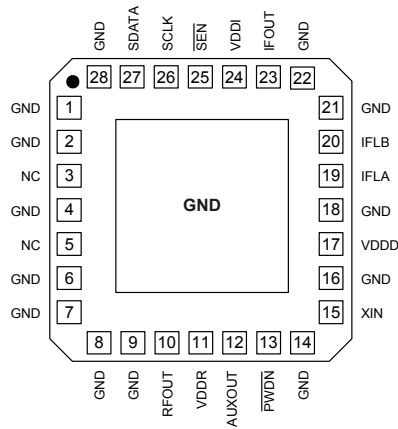 GND SDATA SCLK SEN VDDI IFOUT GND
28 27 26 25 24 23 22
GND 1 21 GND
GND 2 20 IFLB
NC 3 19 IFLA
GND 4 GND 18 GND
NC 5 17 VDDD
GND 6 16 GND
GND 7 15 XIN
8 9 10 11 12 13 14
GND GND RFOUT VDDR AUXOUT PWDN GND